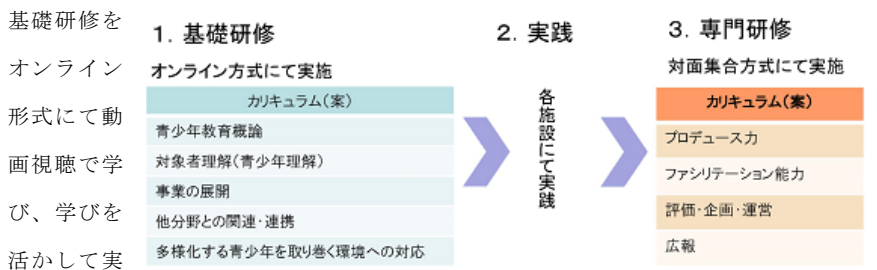 基礎研修を
オンライン
形式にて動
画視聴で学
び、学びを
活かして実
1. 基礎研修
オンライン方式にて実施
カリキュラム(案)
青少年教育概論
対象者理解(青少年理解)
事業の展開
他分野との関連・連携
多様化する青少年を取り巻く環境への対応
2. 実践
各施設にて実践
3. 専門研修
対面集合方式にて実施
カリキュラム(案)
プロデュース力
ファシリテーション能力
評価・企画・運営
広報